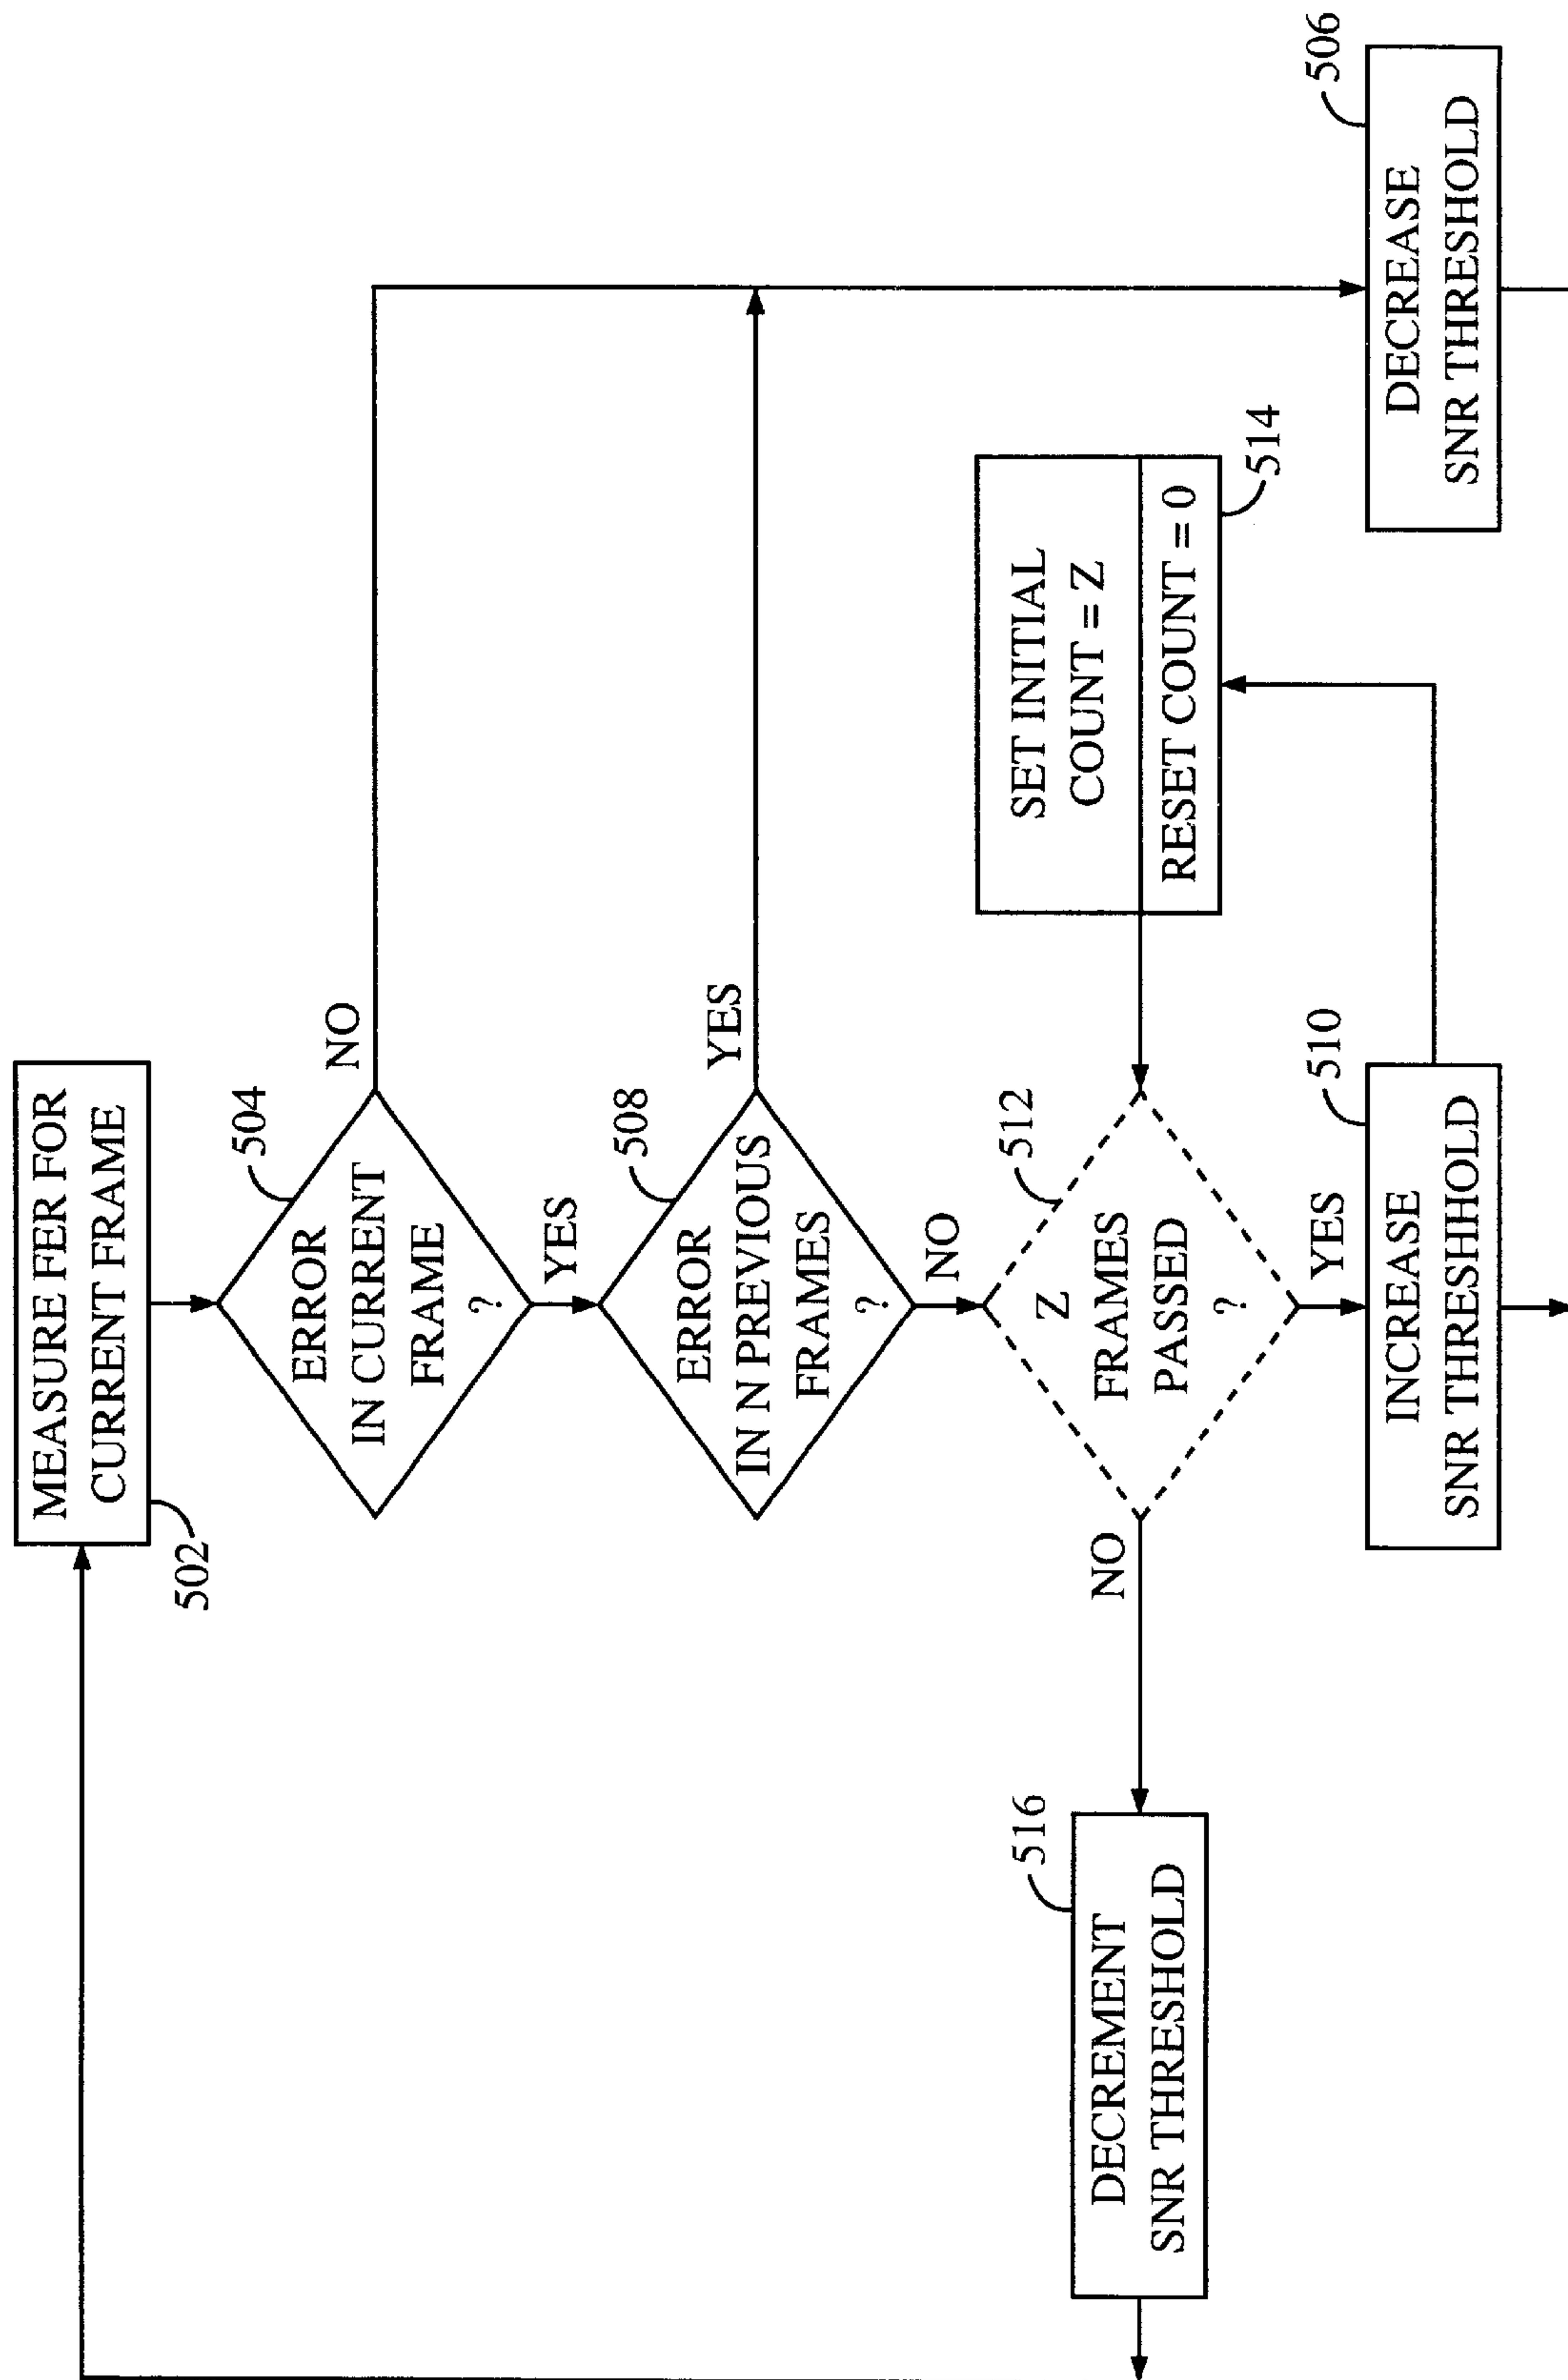 MEASURE FER FOR
CURRENT FRAME
502
504
ERROR
IN CURRENT
FRAME
?
NO
YES
508
ERROR
IN N PREVIOUS
FRAMES
?
YES
NO
512
Z
FRAMES
PASSED
?
NO
YES
SET INITIAL
COUNT = Z
RESET COUNT = 0
514
516
DECREMENT
SNR THRESHOLD
510
INCREASE
SNR THRESHHOLD
506
DECREASE
SNR THRESHOLD